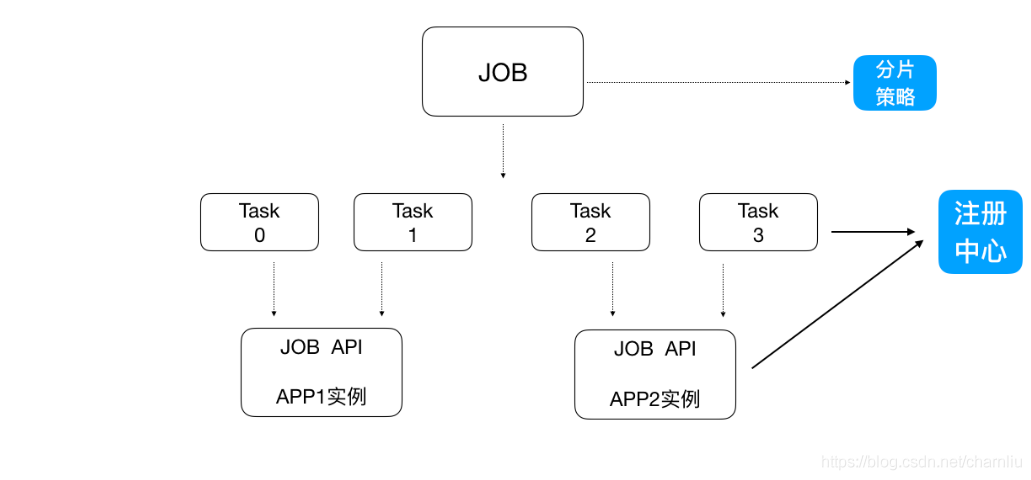 JOB
分片
策略
Task
0
Task
1
Task
2
Task
3
注册
中心
JOB API
APP1实例
JOB API
APP2实例
https://blog.csdn.net/chamliu